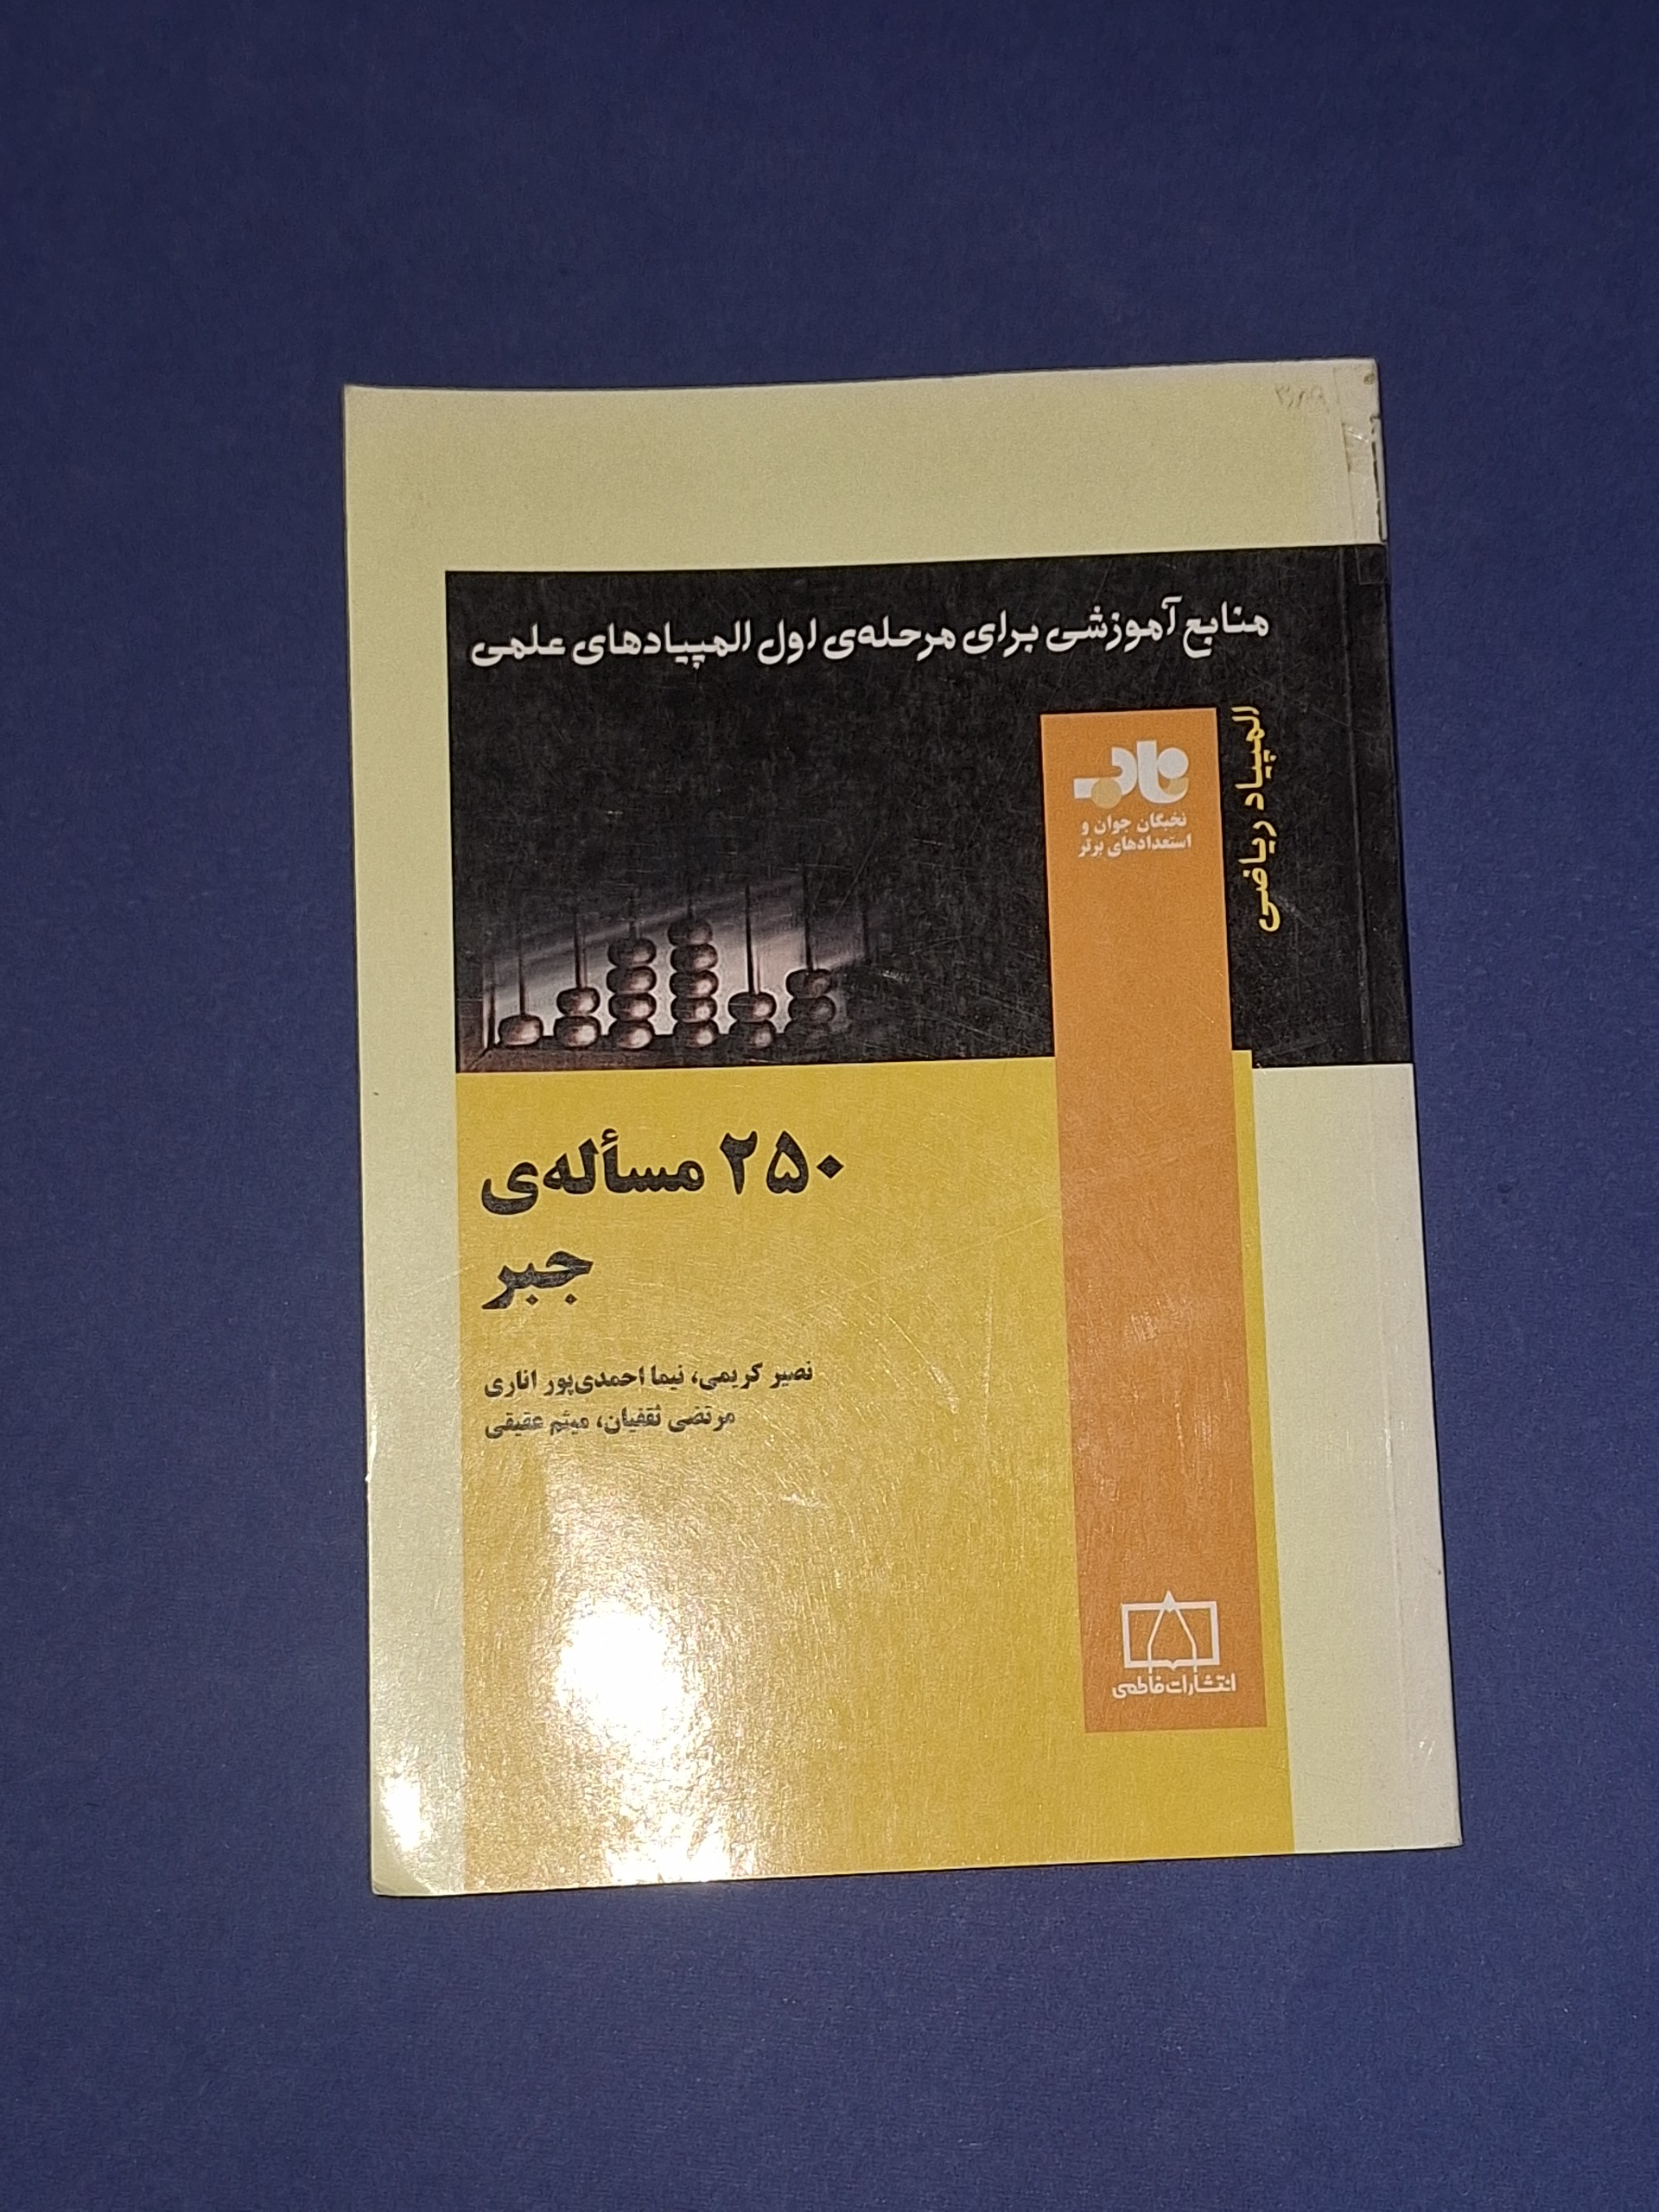 منابع آموزشی برای مرحله‌ی اول المپیادهای علمی
المپیاد ریاضی
ناب
نخبگان جوان و
استعدادهای برتر
۲۵۰ مسأله‌ی
جبر
نصیر کریمی، نیما احمدی‌پور اناری
مرتضی ثقفیان، میثم عقیقی
انتشارات فاطمی